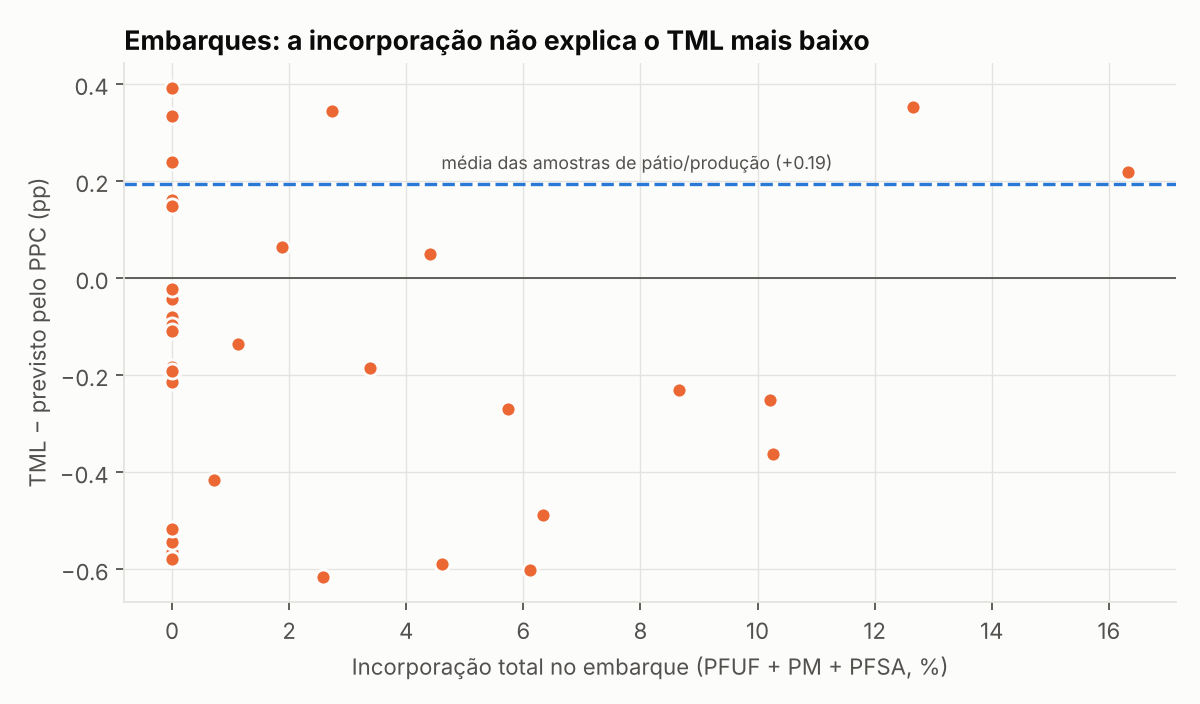 Embarques: a incorporação não explica o TML mais baixo
TML − previsto pelo PPC (pp)
0.4
0.2
0.0
−0.2
−0.4
−0.6
média das amostras de pátio/produção (+0.19)
0 2 4 6 8 10 12 14 16
Incorporação total no embarque (PFUF + PM + PFSA, %)